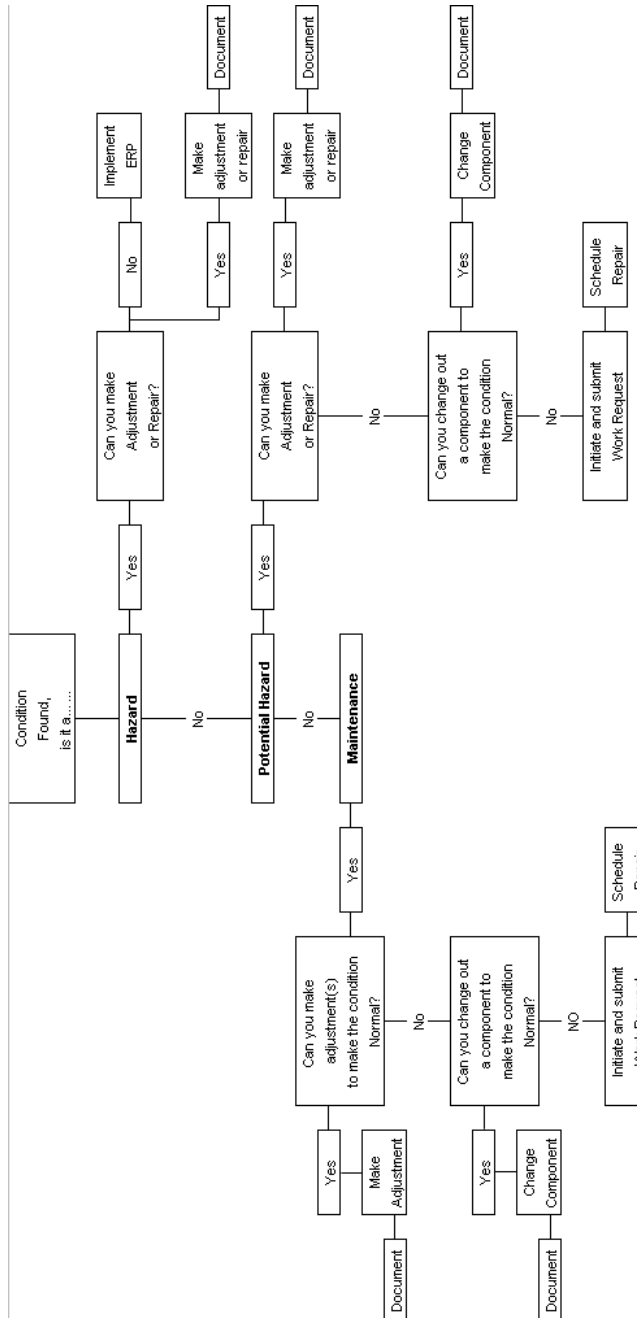 Condition
Found,
is it a... ...
Hazard
Yes
Can you make
Adjustment
or Repair?
No
Implement
ERP
Yes
Make
adjustment
or repair
Document
No
Potential Hazard
Yes
Can you make
Adjustment
or Repair?
Yes
Make
adjustment
or repair
Document
No
Can you change out
a component to
make the condition
Normal?
Yes
Change
Component
Document
No
Initiate and submit
Work Request
Schedule
Repair
No
Maintenance
Yes
Can you make
adjustment(s)
to make the condition
Normal?
Yes
Make
Adjustment
Document
No
Can you change out
a component to
make the condition
Normal?
Yes
Change
Component
Document
NO
Initiate and submit
Schedule